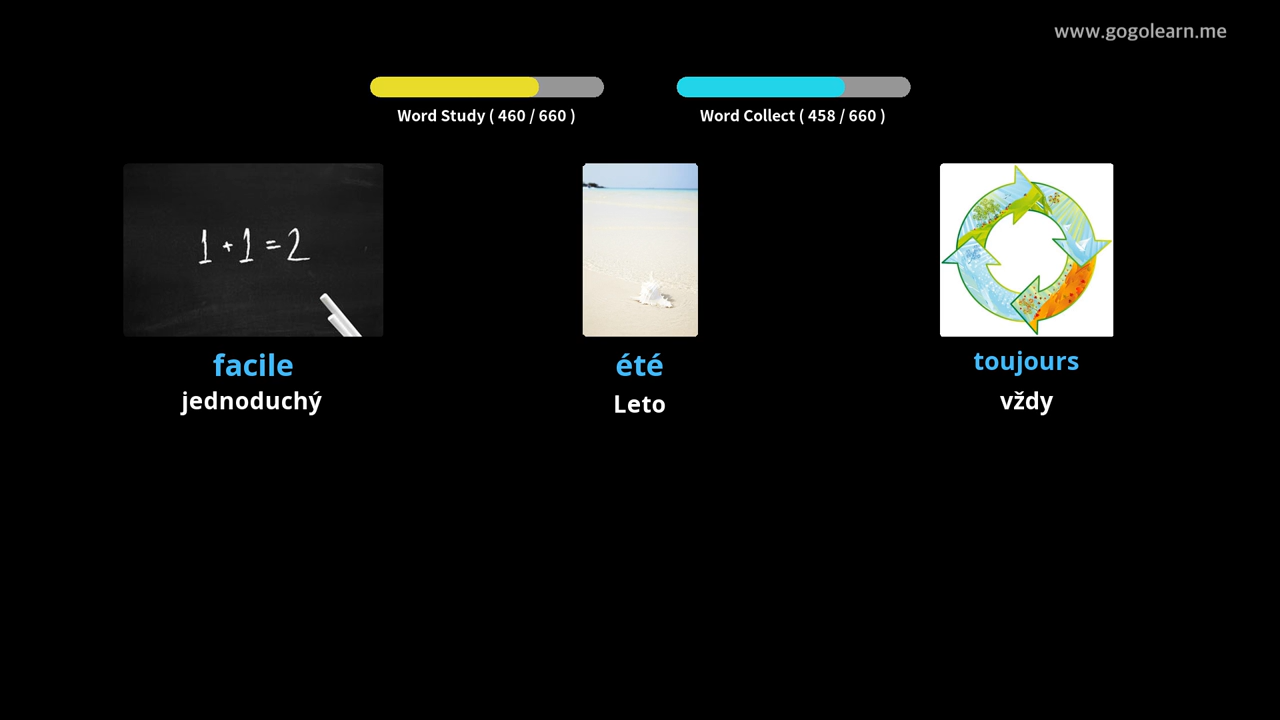 www.gogolearn.me
Word Study ( 460 / 660 )
Word Collect ( 458 / 660 )
1 + 1 = 2
facile
jednoduchý
été
Leto
toujours
vždy